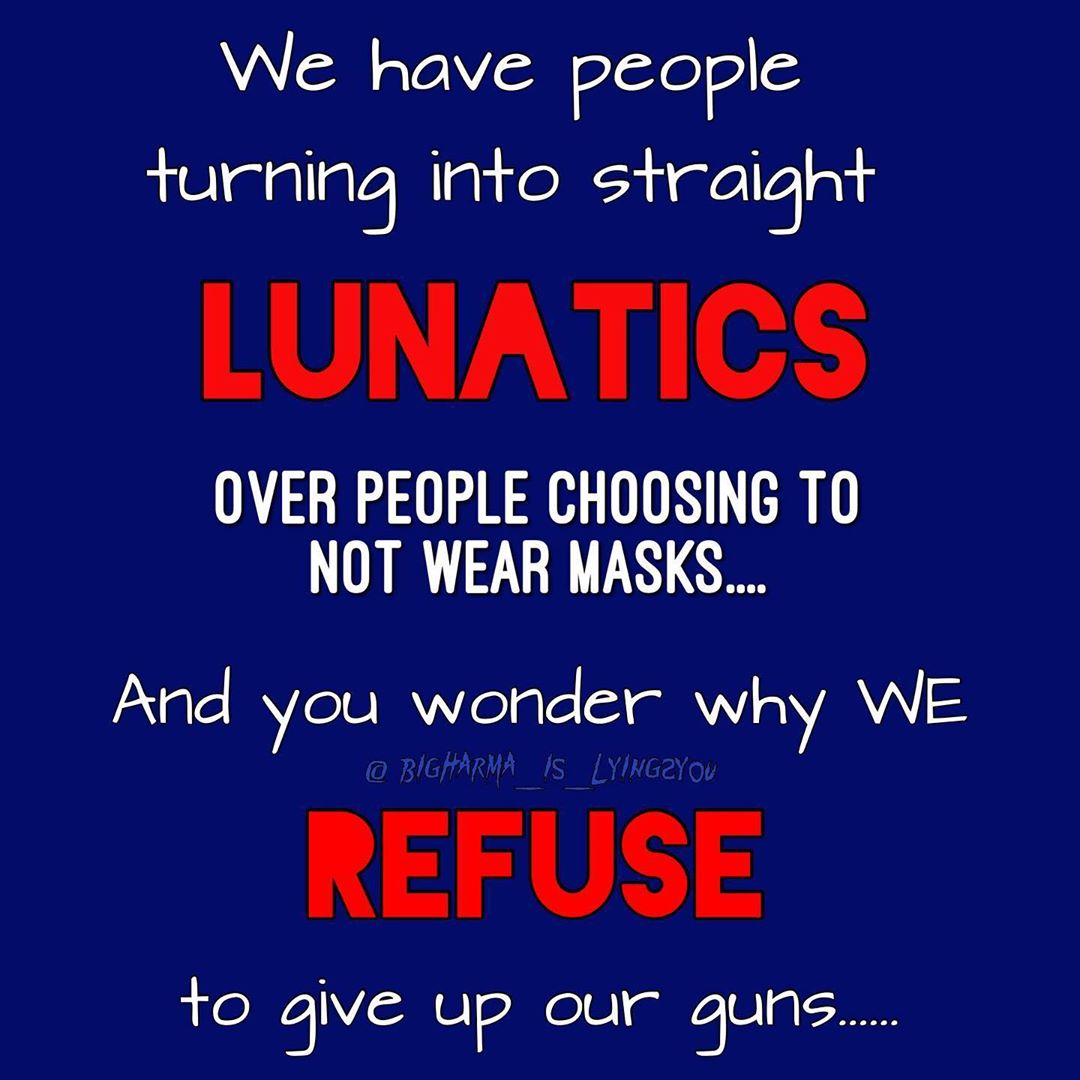 We have people
turning into straight
LUNATICS
OVER PEOPLE CHOOSING TO
NOT WEAR MASKS....
And you wonder why WE
@ BIGHARMA_IS_LYING2YOU
REFUSE
to give up our guns......